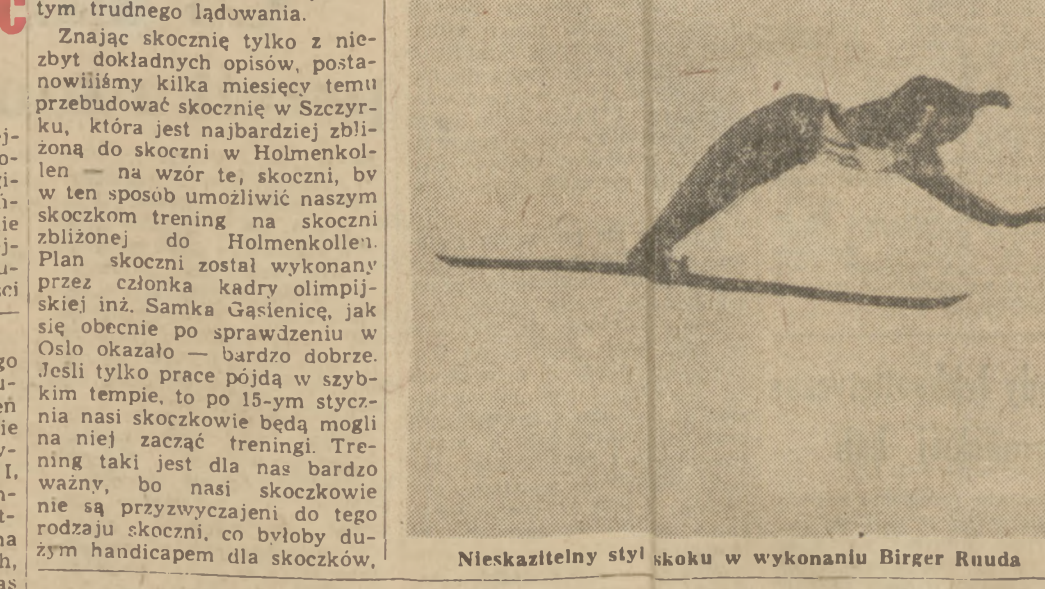 tym trudnego lądowania.
Znając skocznię tylko z nie-
zbyt dokładnych opisów, posta-
nowiliśmy kilka miesięcy temu
przebudować skocznię w Szczyr-
ku, która jest najbardziej zbli-
żoną do skoczni w Holmenkol-
len — na wzór te, skoczni, by
w ten sposób umożliwić naszym
skoczkom trening na skoczni
zbliżonej do Holmenkollen.
Plan skoczni został wykonany
przez członka kadry olimpij-
skiej inż. Samka Gąsienicę, jak
się obecnie po sprawdzeniu w
Oslo okazało — bardzo dobrze.
Jeśli tylko prace pójdą w szyb-
kim tempie, to po 15-ym stycz-
nia nasi skoczkowie będą mogli
na niej zacząć treningi. Tre-
ning taki jest dla nas bardzo
ważny, bo nasi skoczkowie
nie są przyzwyczajeni do tego
rodzaju skoczni, co byłoby du-
żym handicapem dla skoczków,
Nieskazitelny styl skoku w wykonaniu Birger Ruuda